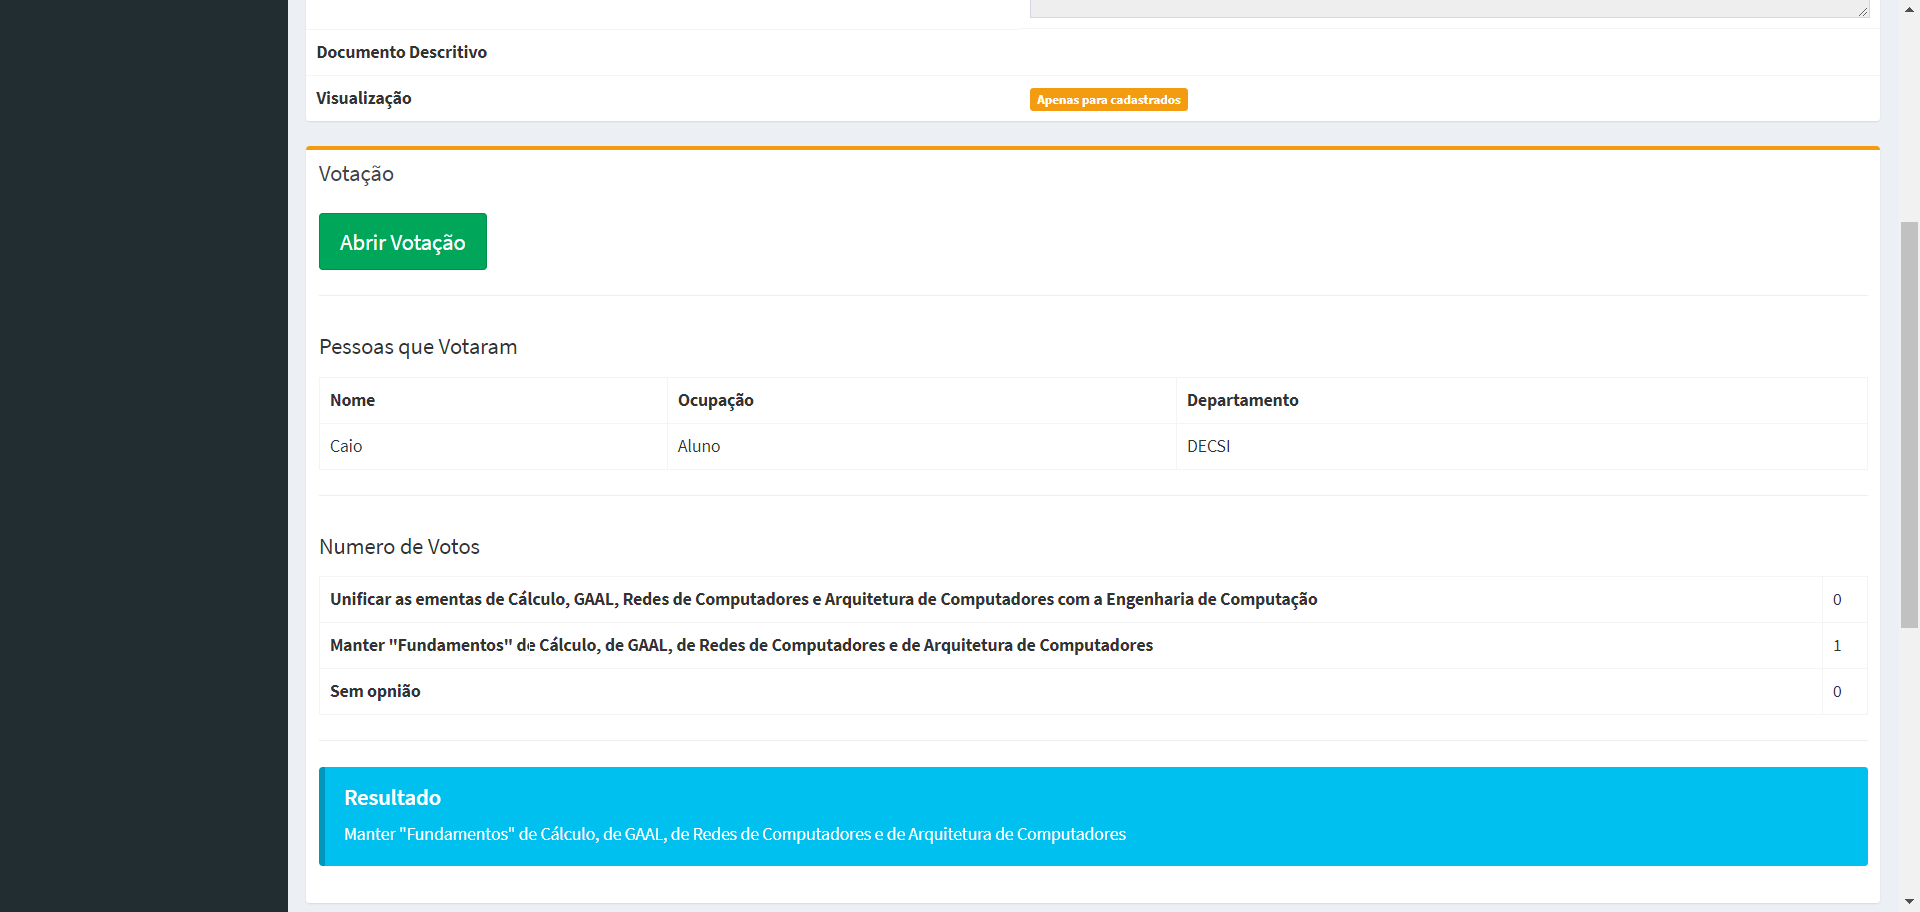 Documento Descritivo
Visualização
Apenas para cadastrados
Votação
Abrir Votação
Pessoas que Votaram
Nome Ocupação Departamento
Caio Aluno DECSI
Numero de Votos
Unificar as ementas de Cálculo, GAAL, Redes de Computadores e Arquitetura de Computadores com a Engenharia de Computação 0
Manter "Fundamentos" de Cálculo, de GAAL, de Redes de Computadores e de Arquitetura de Computadores 1
Sem opnião 0
Resultado
Manter "Fundamentos" de Cálculo, de GAAL, de Redes de Computadores e de Arquitetura de Computadores